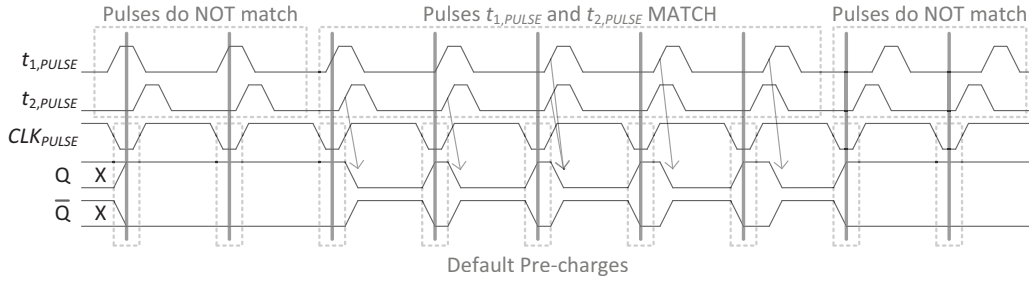 Pulses do NOT match
Pulses t1,PULSE and t2,PULSE MATCH
Pulses do NOT match
t1,PULSE
t2,PULSE
CLKPULSE
Q X
Q̅ X
Default Pre-charges